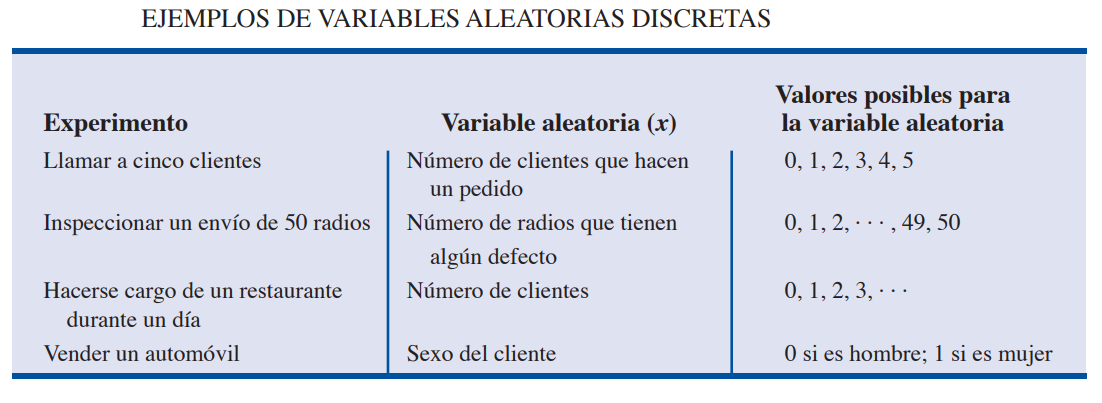 EJEMPLOS DE VARIABLES ALEATORIAS DISCRETAS
Experimento
Variable aleatoria (x)
Valores posibles para
la variable aleatoria
Llamar a cinco clientes
Número de clientes que hacen
un pedido
0, 1, 2, 3, 4, 5
Inspeccionar un envío de 50 radios
Número de radios que tienen
algún defecto
0, 1, 2, · · · , 49, 50
Hacerse cargo de un restaurante
durante un día
Número de clientes
0, 1, 2, 3, · · ·
Vender un automóvil
Sexo del cliente
0 si es hombre; 1 si es mujer